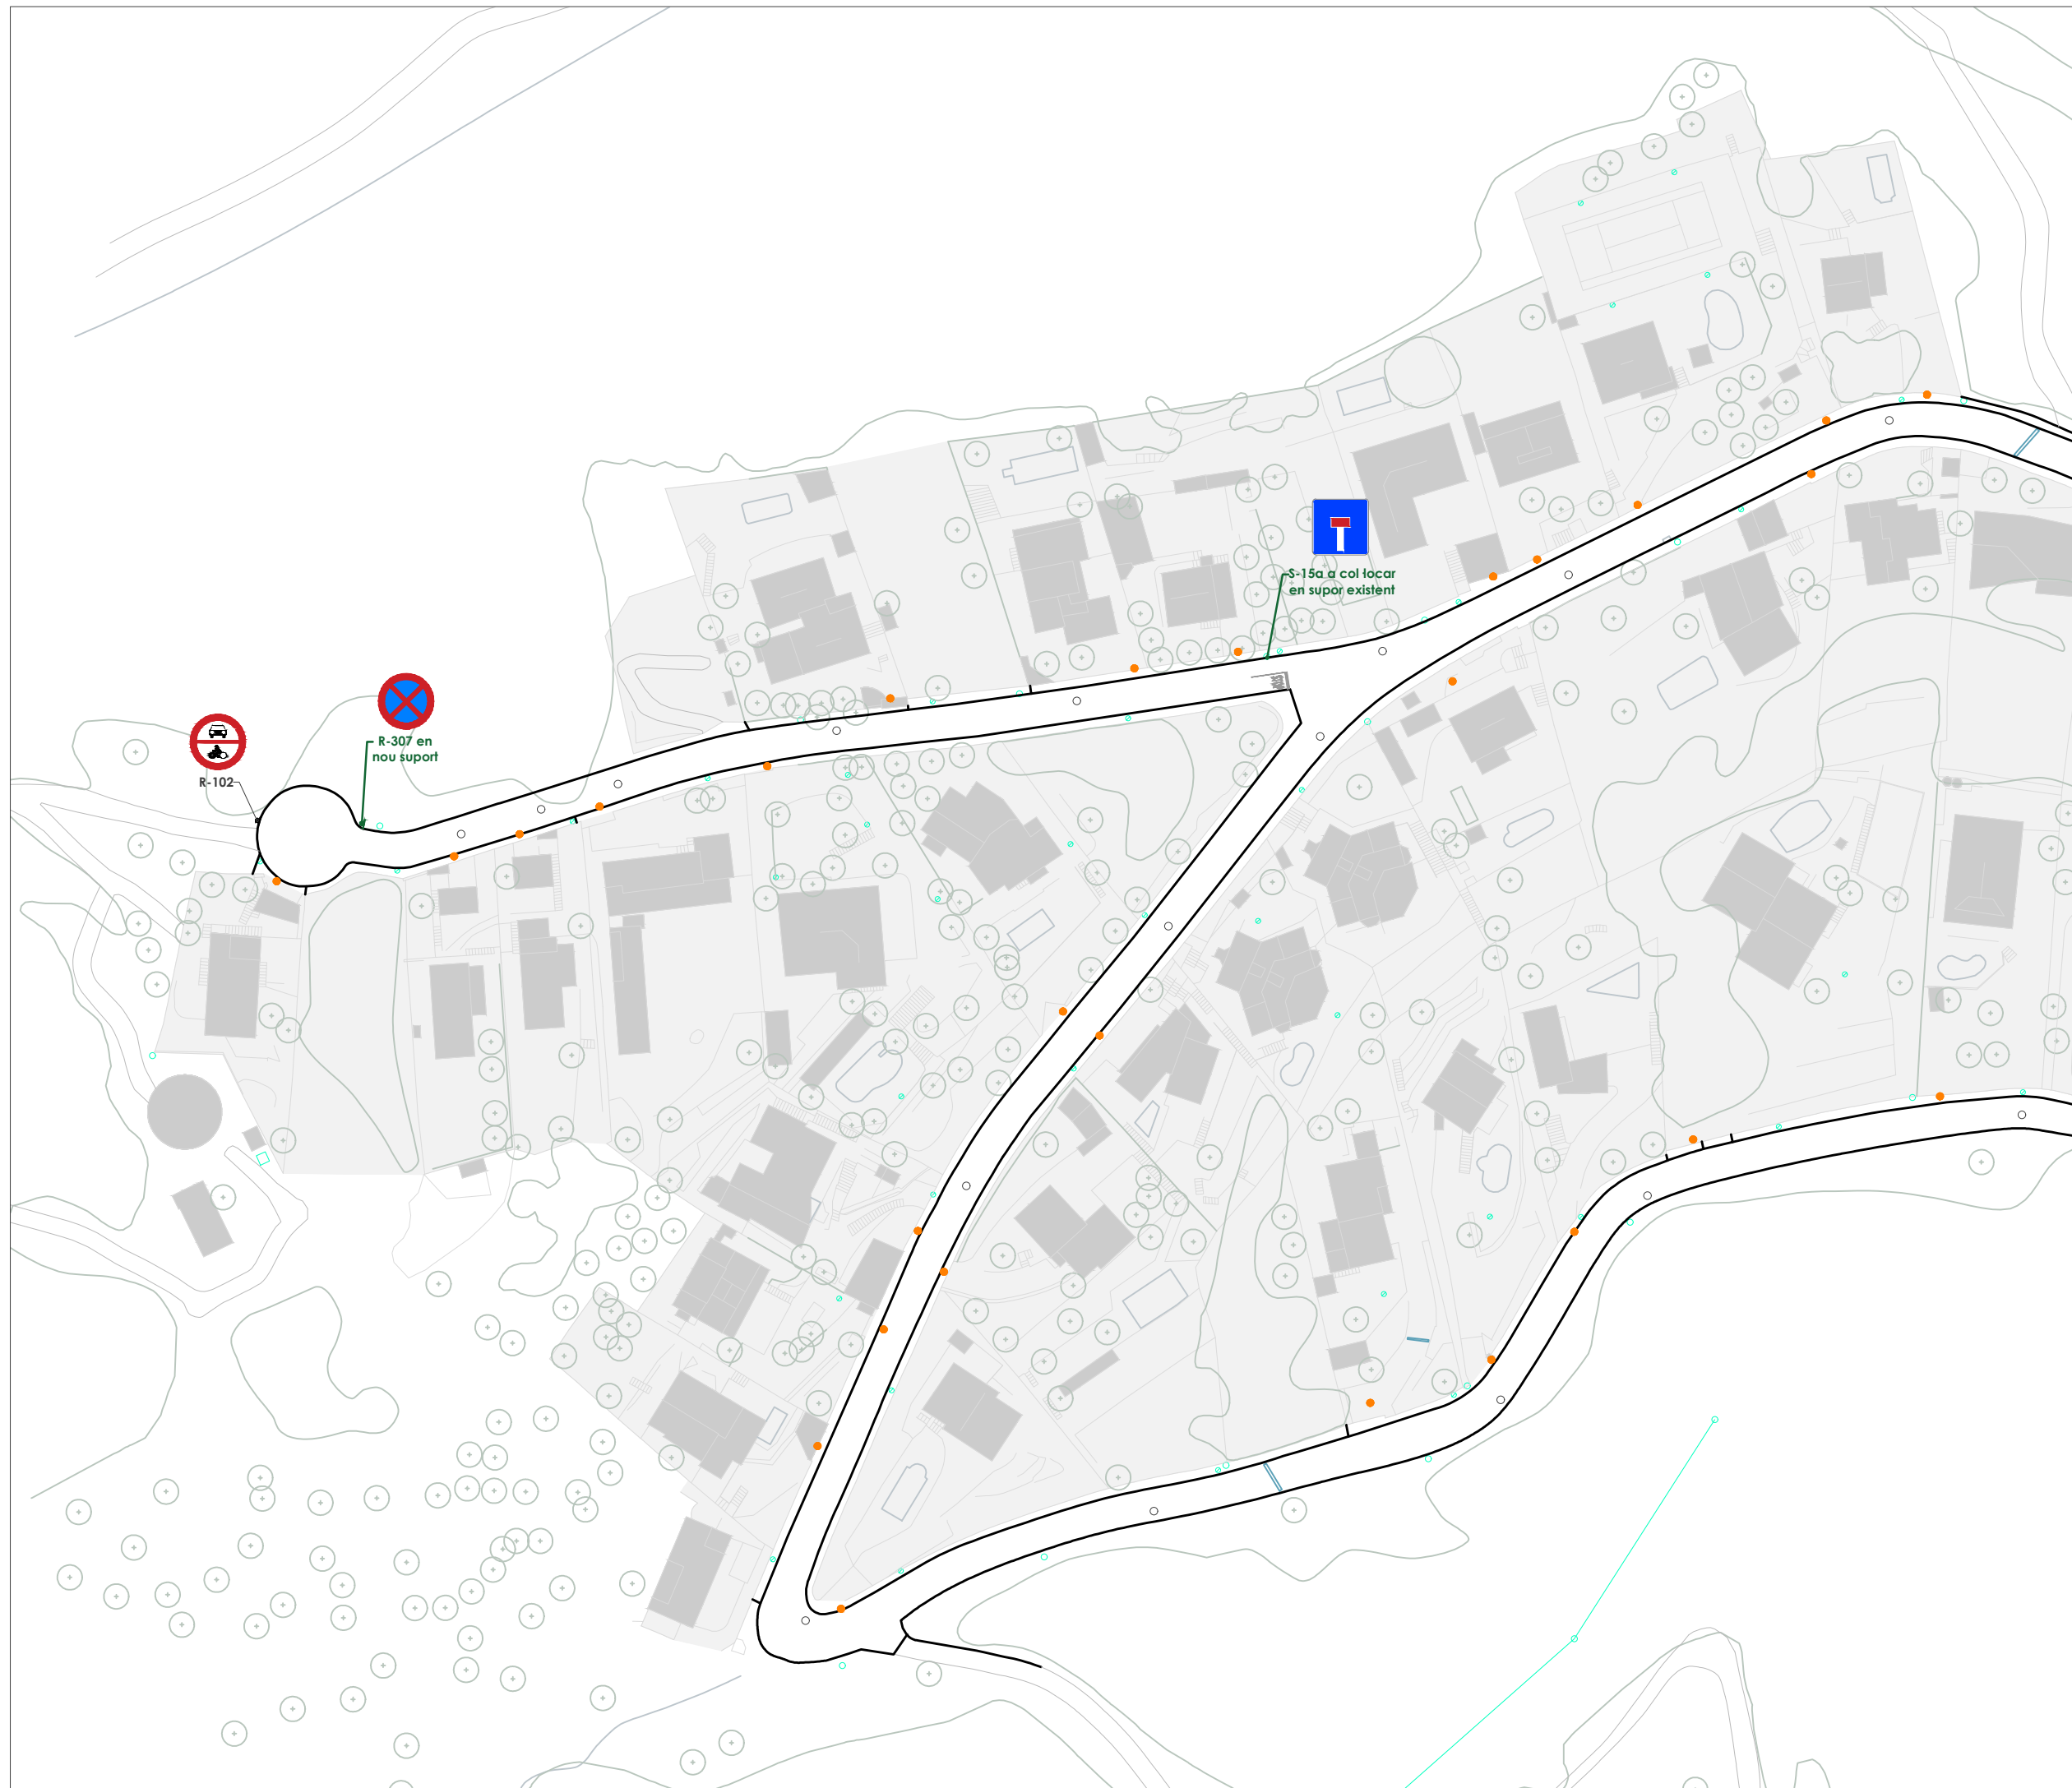 S-15a a col·locar
en supor existent
R-307 en
nou suport
R-102